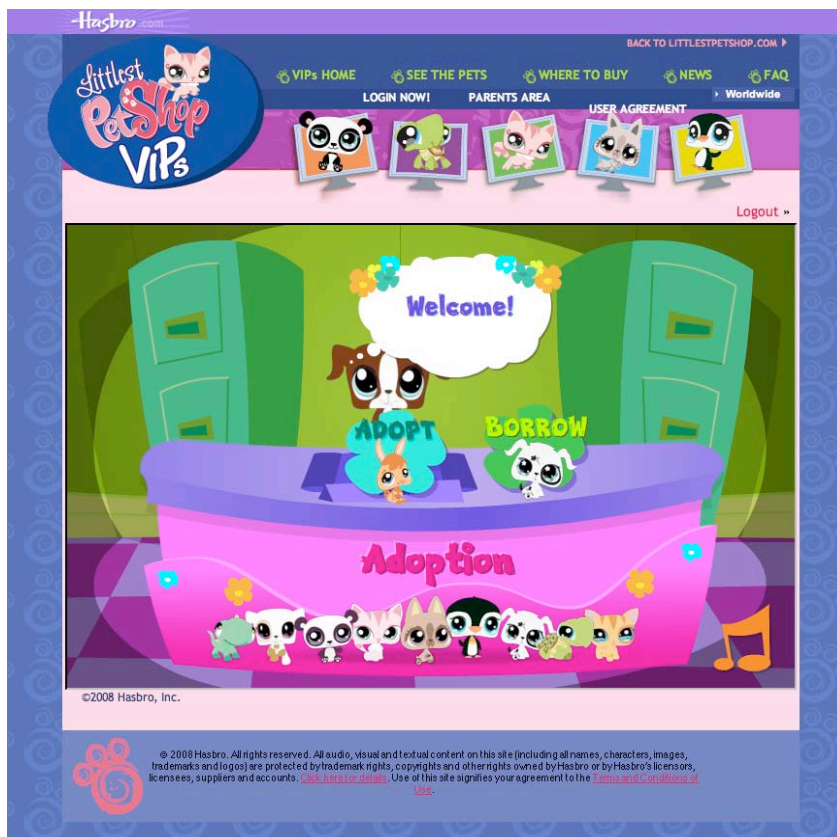 Hasbro.com
BACK TO LITTLESTPETSHOP.COM
Littlest
PetShop
VIPs
VIPs HOME SEE THE PETS WHERE TO BUY NEWS FAQ
LOGIN NOW! PARENTS AREA USER AGREEMENT Worldwide
Logout »
Welcome!
ADOPT BORROW
Adoption
©2008 Hasbro, Inc.
© 2008 Hasbro. All rights reserved. All audio, visual and textual content on this site (including all names, characters, images,
trademarks and logos) are protected by trademark rights, copyrights and other rights owned by Hasbro or by Hasbro's licensors,
licensees, suppliers and accounts. Click here for details. Use of this site signifies your agreement to the Terms and Conditions of
Use.